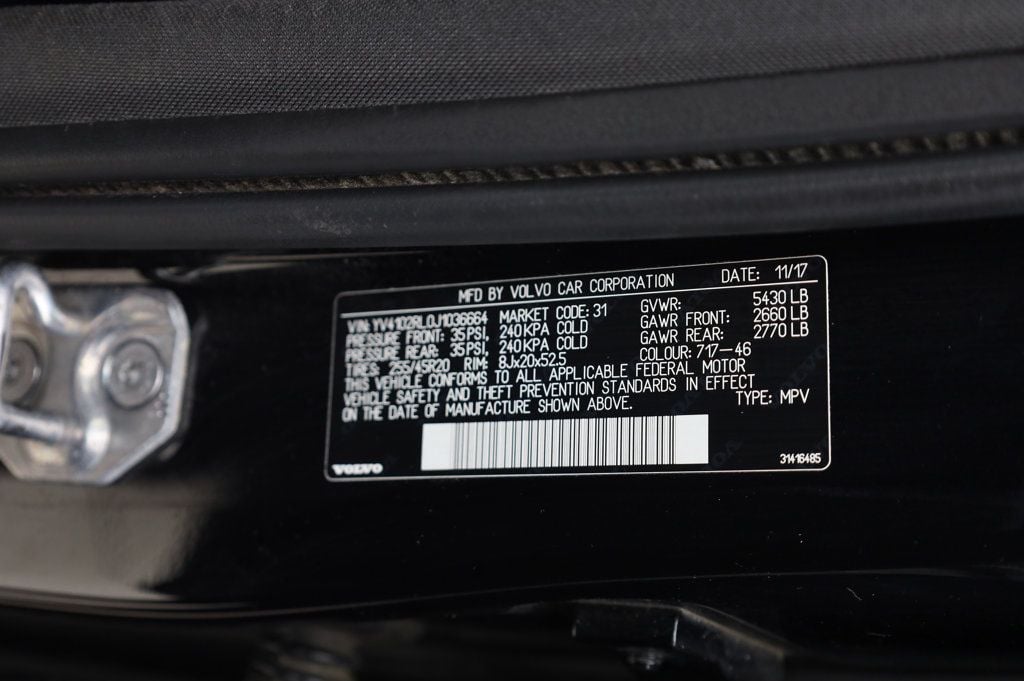 MFD BY VOLVO CAR CORPORATION DATE: 11/17
VIN: YV4102RL0J1036664 MARKET CODE: 31 GVWR: 5430 LB
PRESSURE FRONT: 35PSI, 240KPA COLD GAWR FRONT: 2660 LB
PRESSURE REAR: 35PSI, 240KPA COLD GAWR REAR: 2770 LB
TIRES: 255/45R20 RIM: 8Jx20x52.5 COLOUR: 717-46
THIS VEHICLE CONFORMS TO ALL APPLICABLE FEDERAL MOTOR
VEHICLE SAFETY AND THEFT PREVENTION STANDARDS IN EFFECT
ON THE DATE OF MANUFACTURE SHOWN ABOVE. TYPE: MPV
VOLVO 31416485